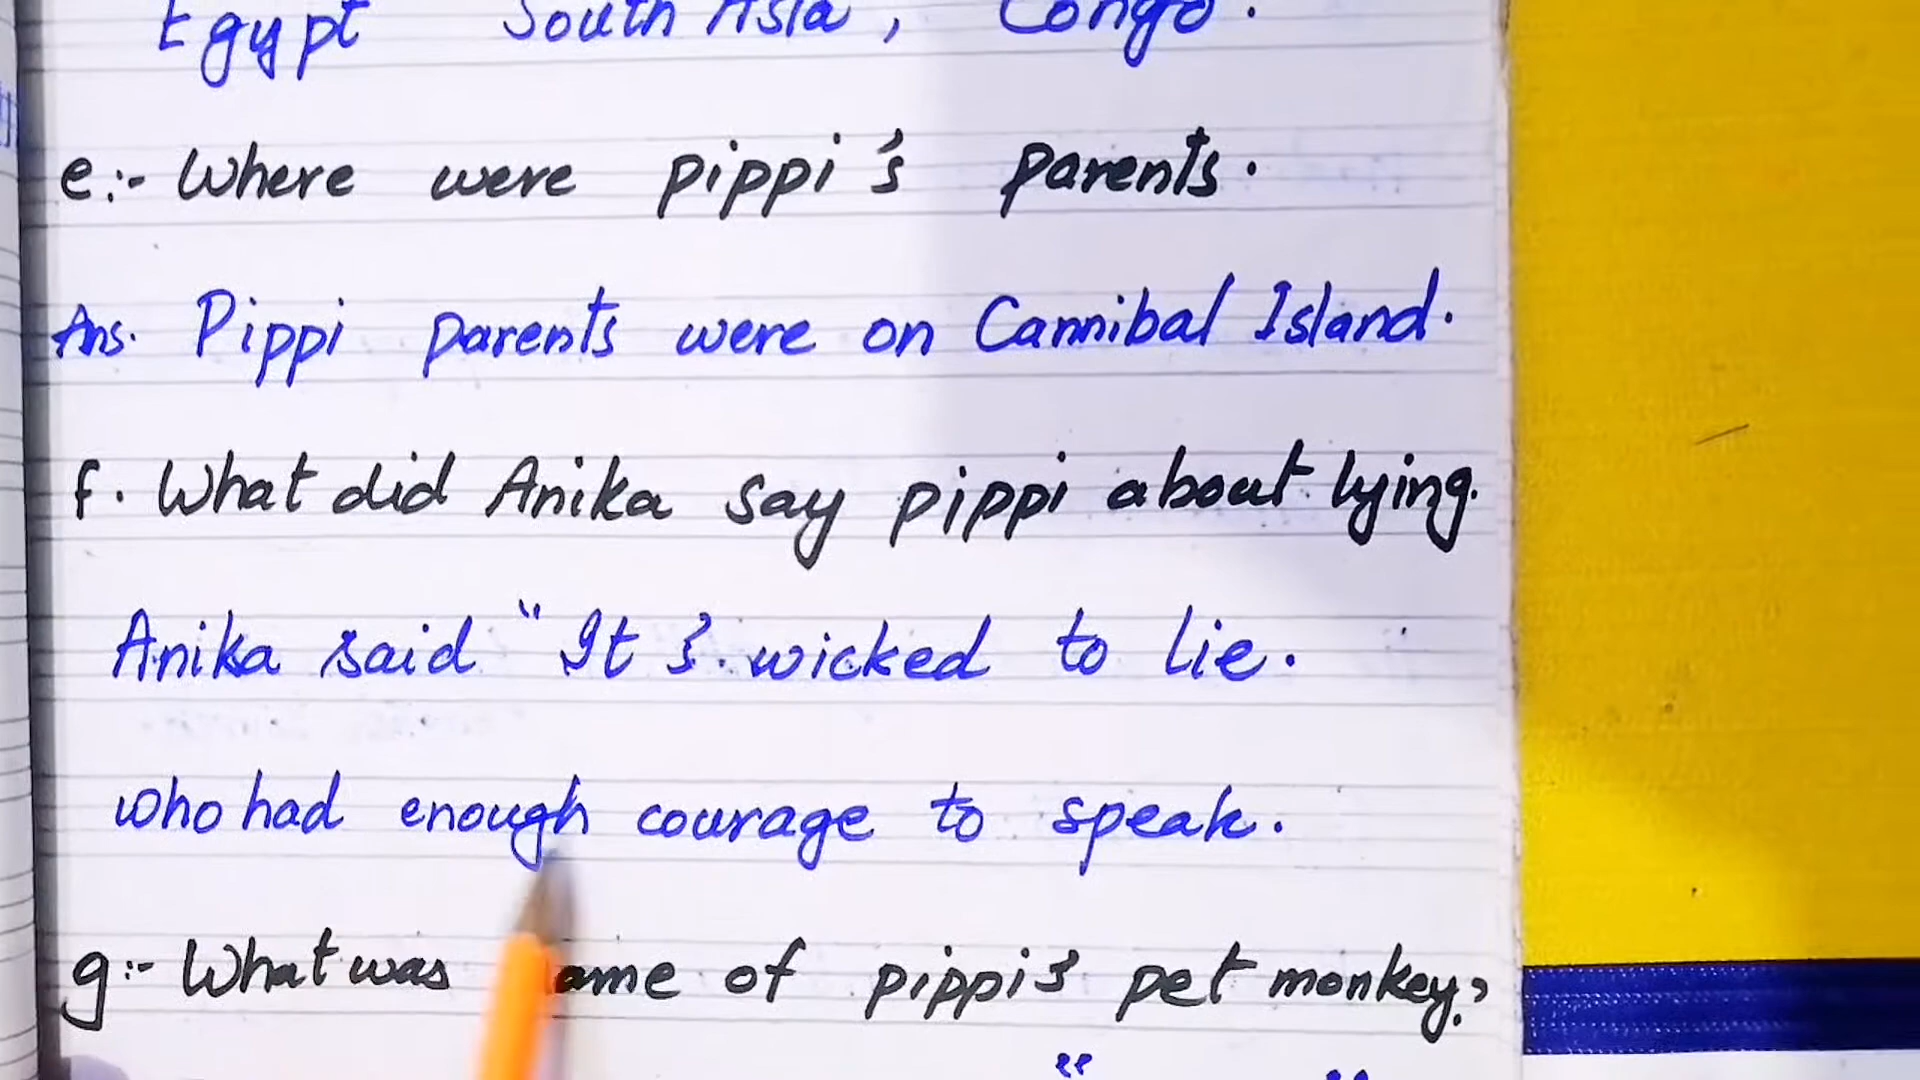 Egypt South Asia, Congo.
e:- Where were pippi's parents.
Ans. Pippi parents were on Cannibal Island.
f. What did Anika say pippi about lying.
Anika said "It's wicked to lie.
who had enough courage to speak.
g:- What was ame of pippi's pet monkey?